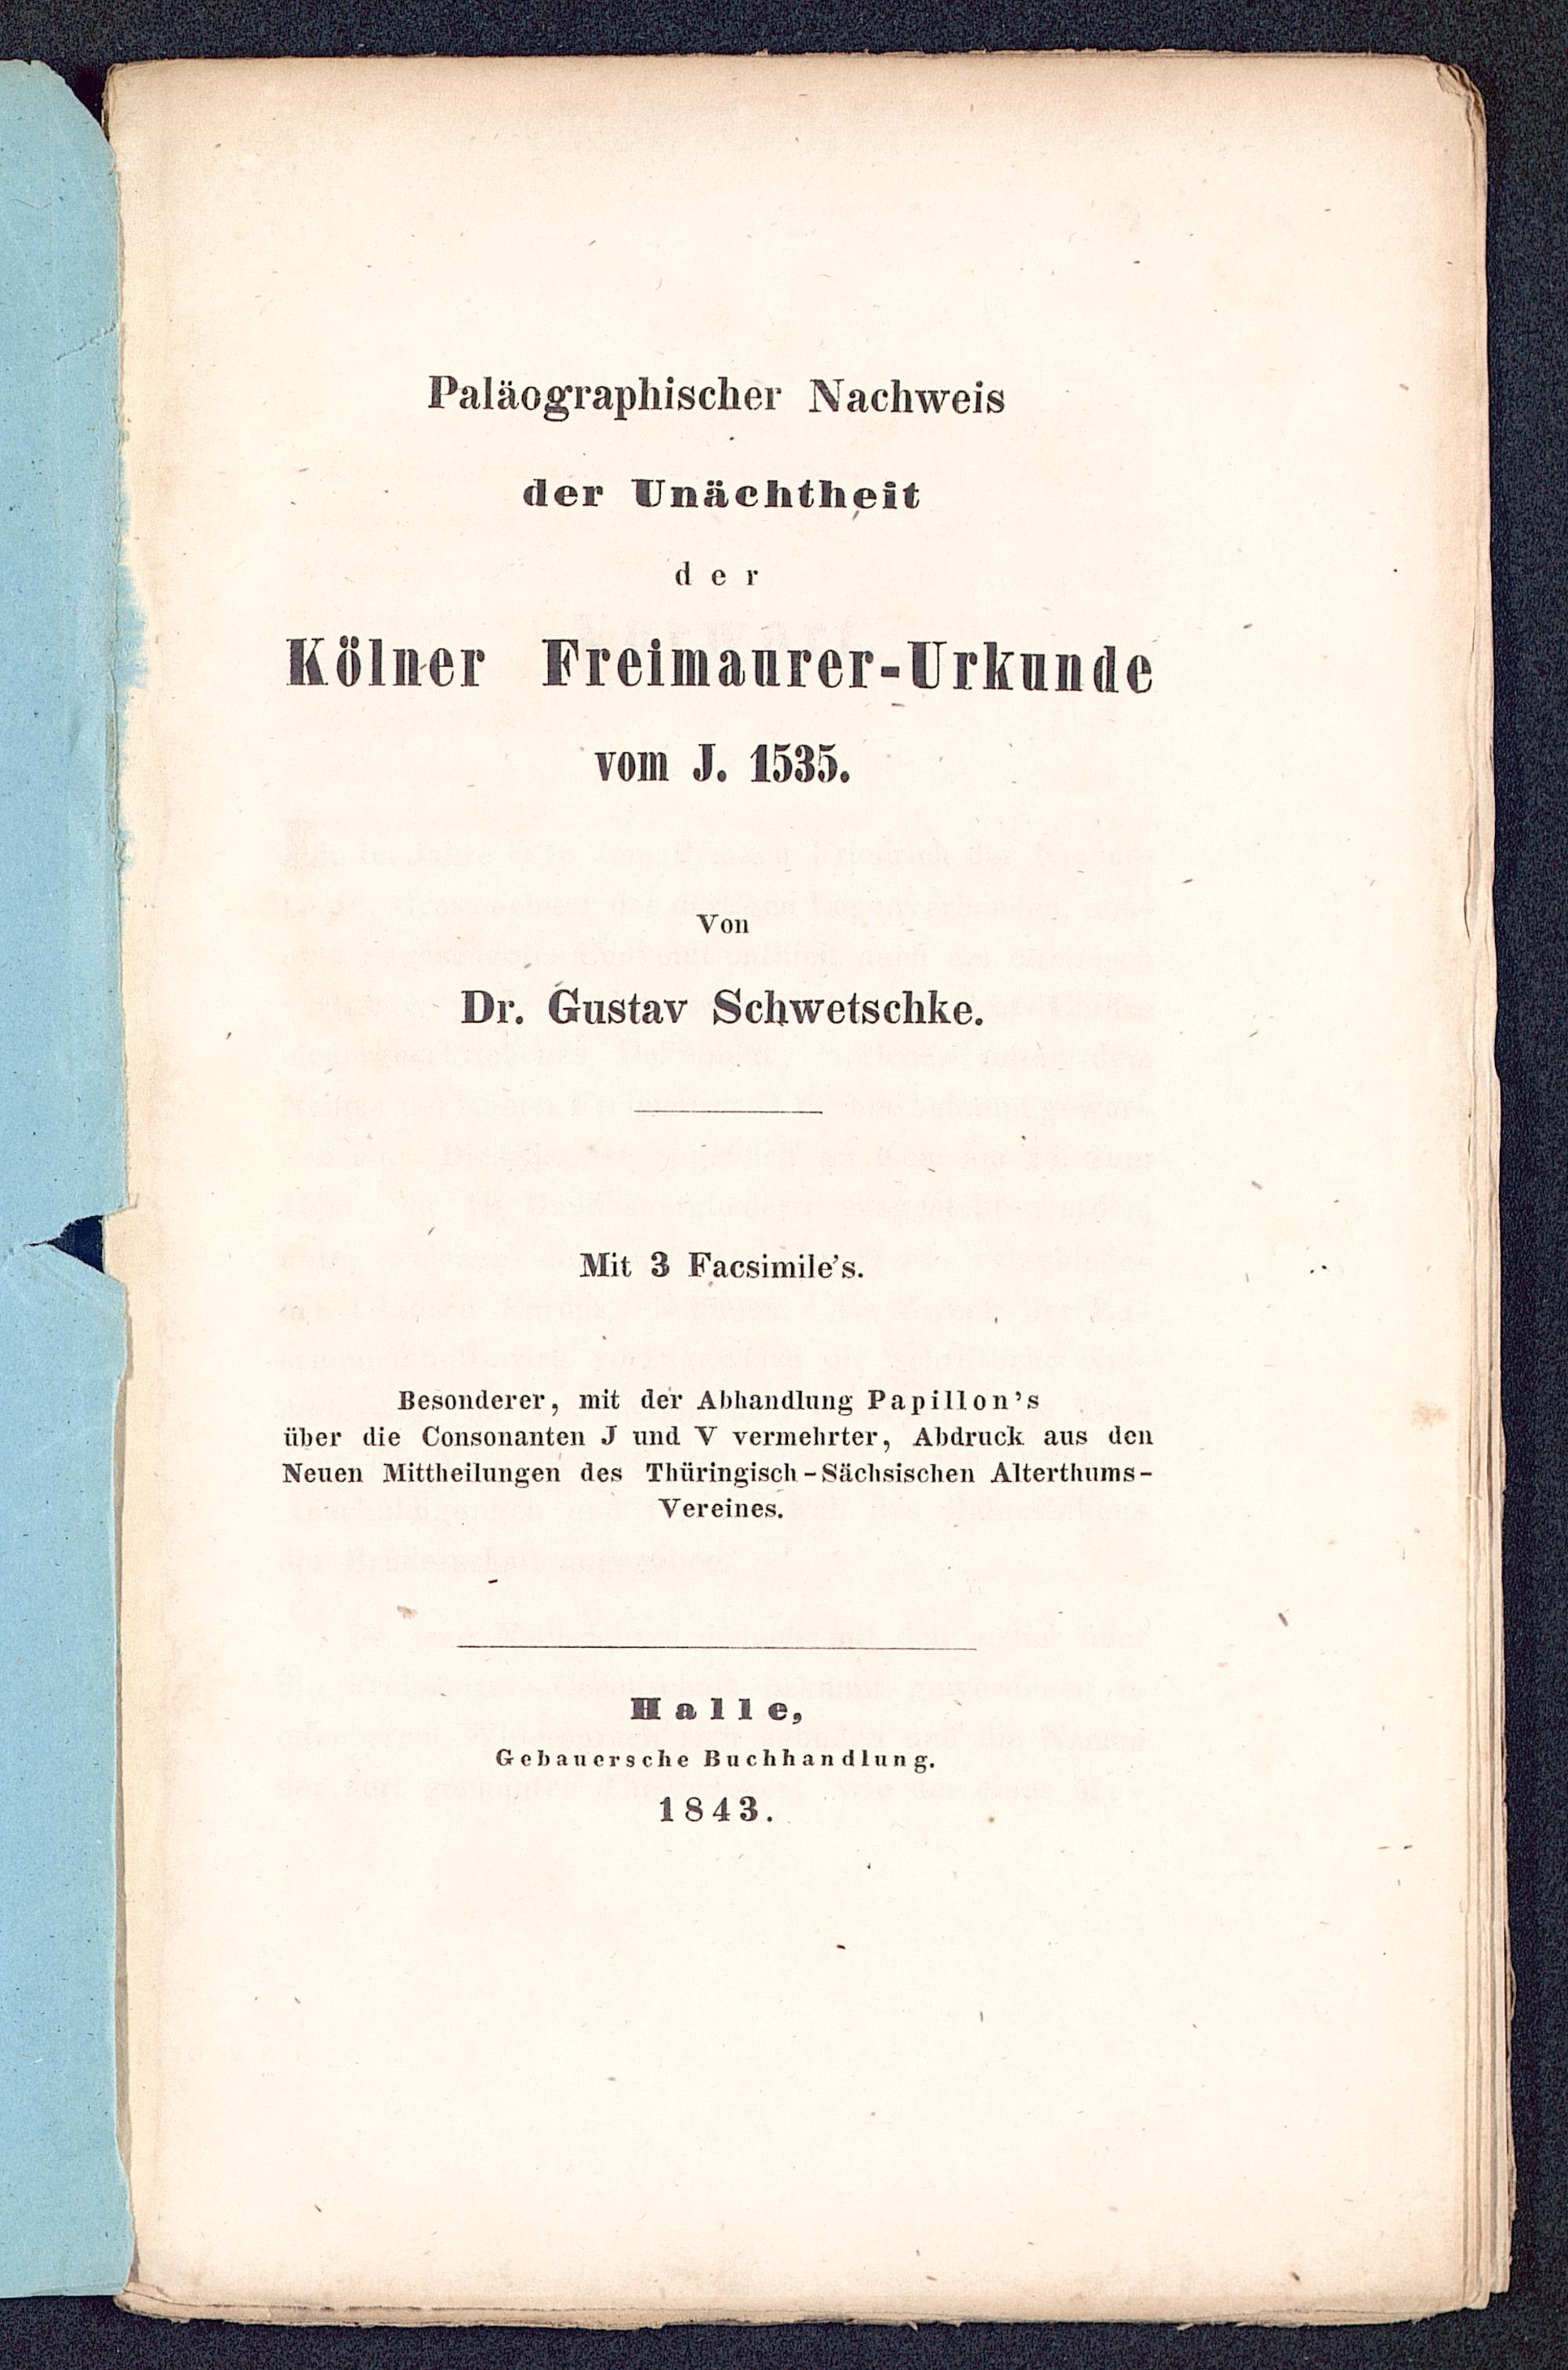 Paläographischer Nachweis
der Unächtheit
der
Kölner Freimaurer-Urkunde
vom J. 1535.
Von
Dr. Gustav Schwetschke.
Mit 3 Facsimile's.
Besonderer, mit der Abhandlung Papillon's
über die Consonanten J und V vermehrter, Abdruck aus den
Neuen Mittheilungen des Thüringisch-Sächsischen Alterthums-
Vereines.
Halle,
Gebauersche Buchhandlung.
1843.